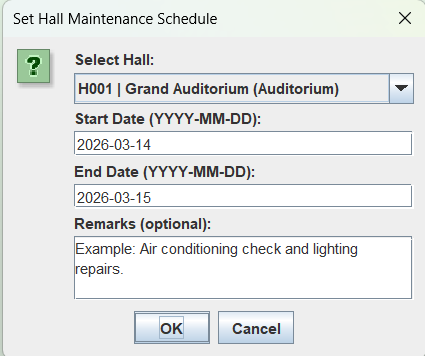 Set Hall Maintenance Schedule
Select Hall:
H001 | Grand Auditorium (Auditorium)
Start Date (YYYY-MM-DD):
2026-03-14
End Date (YYYY-MM-DD):
2026-03-15
Remarks (optional):
Example: Air conditioning check and lighting
repairs.
OK Cancel